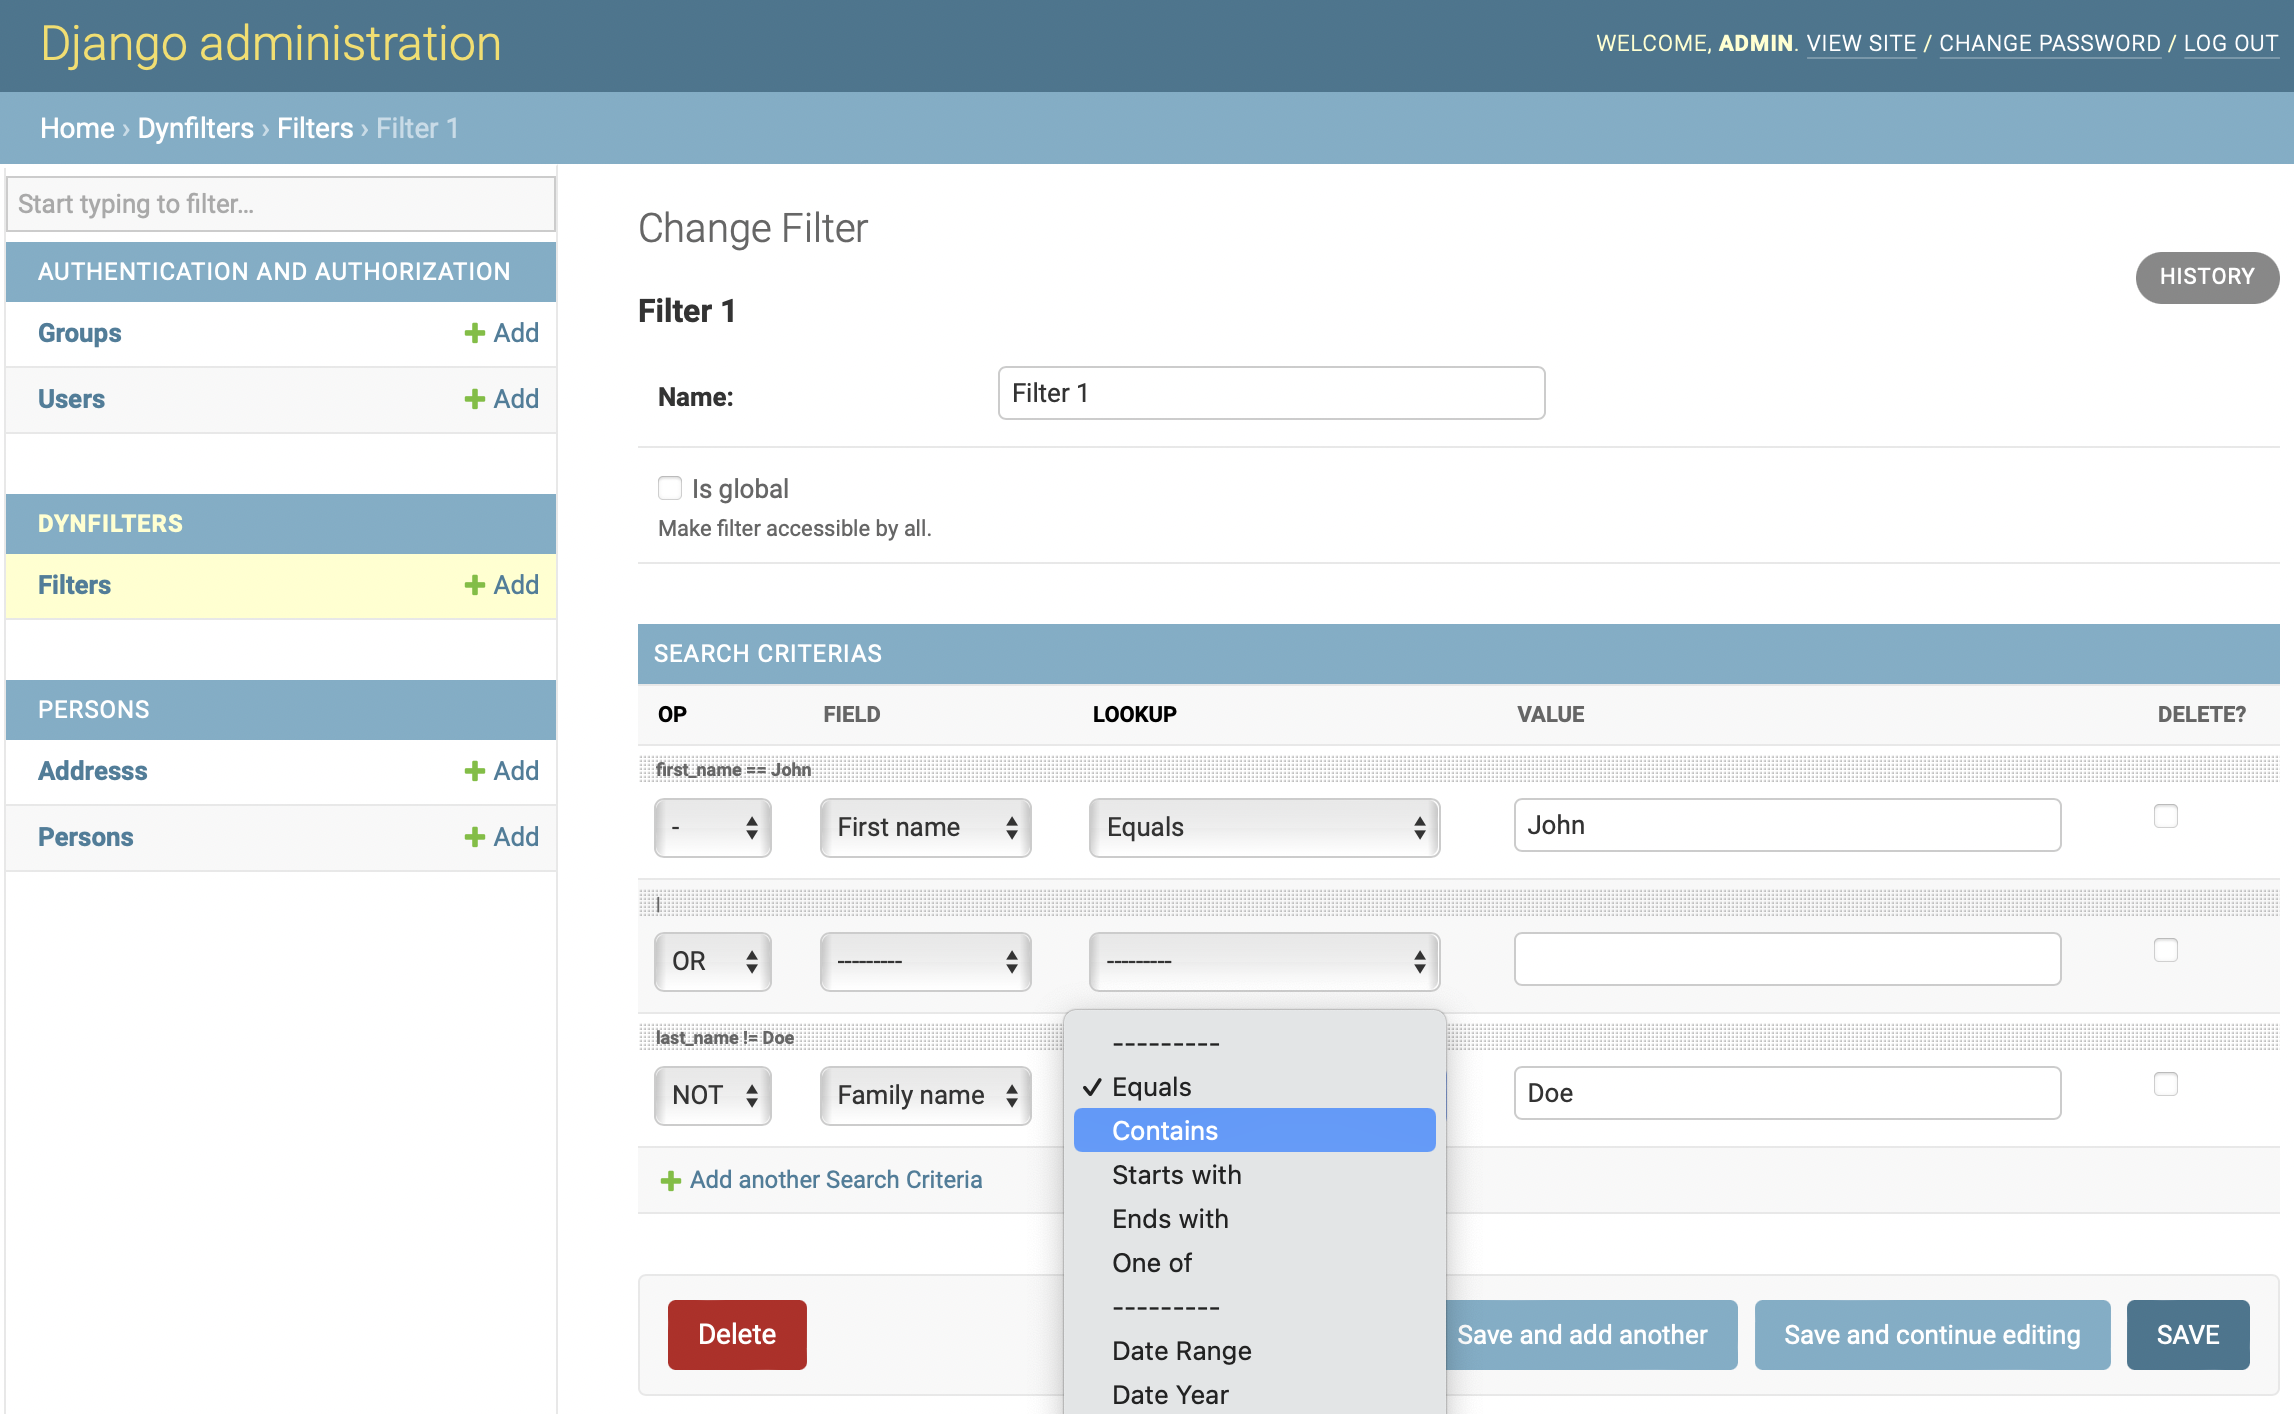 Django administration
WELCOME, ADMIN. VIEW SITE / CHANGE PASSWORD / LOG OUT
Home › Dynfilters › Filters › Filter 1
Start typing to filter...
AUTHENTICATION AND AUTHORIZATION
Groups
Add
Users
Add
DYNFILTERS
Filters
Add
PERSONS
Addresss
Add
Persons
Add
Change Filter
HISTORY
Filter 1
Name:
Filter 1
Is global
Make filter accessible by all.
SEARCH CRITERIAS
OP FIELD LOOKUP VALUE DELETE?
first_name == John
- First name Equals John
|
OR --------- ---------
last_name != Doe
NOT Family name Doe
Add another Search Criteria
---------
✓ Equals
Contains
Starts with
Ends with
One of
---------
Date Range
Date Year
Delete
Save and add another
Save and continue editing
SAVE